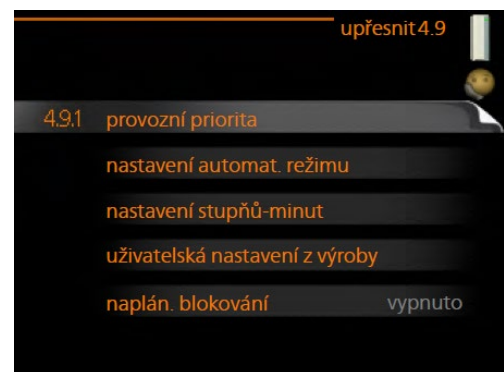 upřesnit 4.9
4.9.1 provozní priorita
nastavení automat. režimu
nastavení stupňů-minut
uživatelská nastavení z výroby
naplán. blokování vypnuto